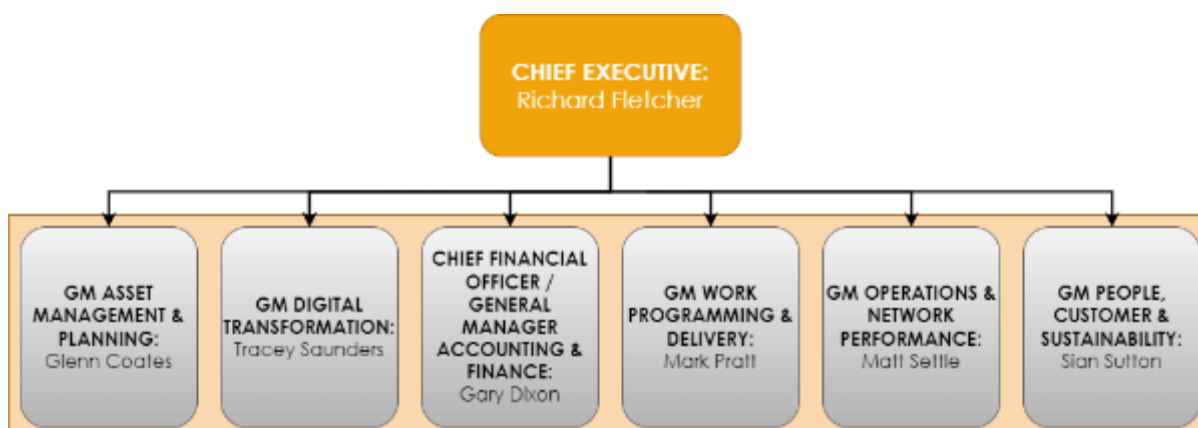 CHIEF EXECUTIVE:
Richard Fletcher
GM ASSET
MANAGEMENT &
PLANNING:
Glenn Coates
GM DIGITAL
TRANSFORMATION:
Tracey Saunders
CHIEF FINANCIAL
OFFICER /
GENERAL
MANAGER
ACCOUNTING &
FINANCE:
Gary Dixon
GM WORK
PROGRAMMING &
DELIVERY:
Mark Pratt
GM OPERATIONS &
NETWORK
PERFORMANCE:
Matt Settle
GM PEOPLE,
CUSTOMER &
SUSTAINABILITY:
Sian Sutton